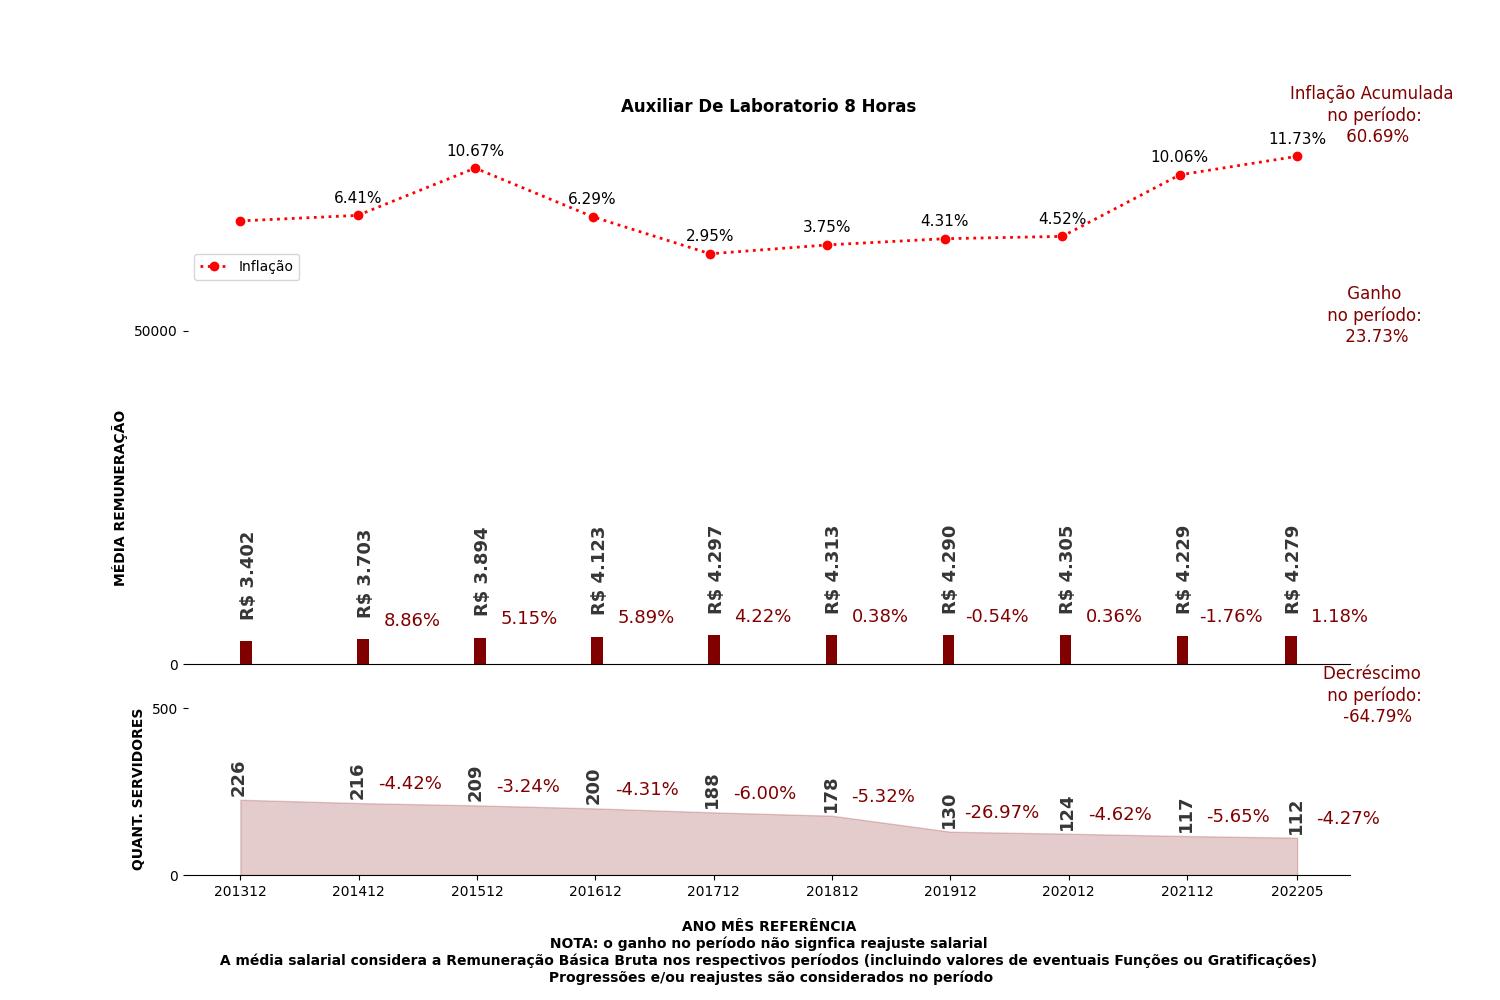 Auxiliar De Laboratorio 8 Horas
Inflação Acumulada
no período:
60.69%
6.41%
10.67%
6.29%
2.95%
3.75%
4.31%
4.52%
10.06%
11.73%
Inflação
Ganho
no período:
23.73%
MÉDIA REMUNERAÇÃO
50000
0
R$ 3.402
R$ 3.703
R$ 3.894
R$ 4.123
R$ 4.297
R$ 4.313
R$ 4.290
R$ 4.305
R$ 4.229
R$ 4.279
8.86%
5.15%
5.89%
4.22%
0.38%
-0.54%
0.36%
-1.76%
1.18%
Decréscimo
no período:
-64.79%
QUANT. SERVIDORES
500
0
226
216
209
200
188
178
130
124
117
112
-4.42%
-3.24%
-4.31%
-6.00%
-5.32%
-26.97%
-4.62%
-5.65%
-4.27%
201312
201412
201512
201612
201712
201812
201912
202012
202112
202205
ANO MÊS REFERÊNCIA
NOTA: o ganho no período não signfica reajuste salarial
A média salarial considera a Remuneração Básica Bruta nos respectivos períodos (incluindo valores de eventuais Funções ou Gratificações)
Progressões e/ou reajustes são considerados no período